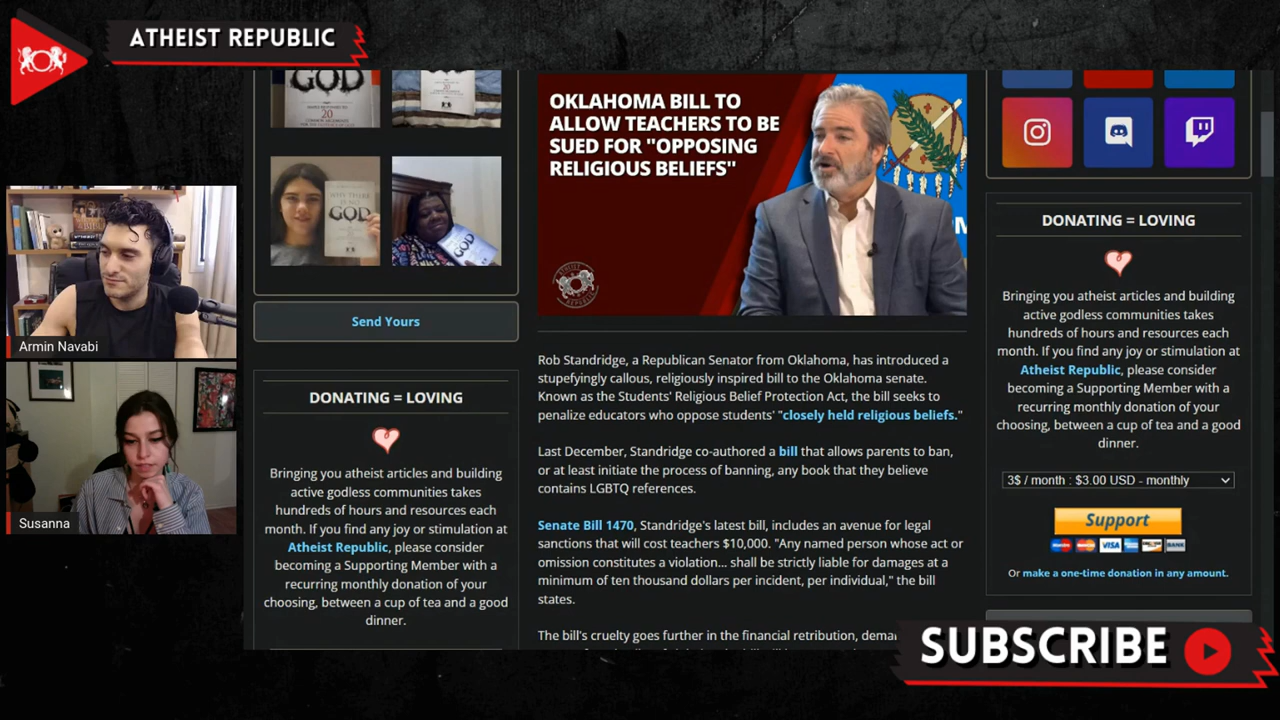 ATHEIST REPUBLIC
Armin Navabi
Susanna
GOD
20
WHY THERE IS NO
GOD
GOD
Send Yours
DONATING = LOVING
Bringing you atheist articles and building
active godless communities takes
hundreds of hours and resources each
month. If you find any joy or stimulation at
Atheist Republic, please consider
becoming a Supporting Member with a
recurring monthly donation of your
choosing, between a cup of tea and a good
dinner.
OKLAHOMA BILL TO
ALLOW TEACHERS TO BE
SUED FOR "OPPOSING
RELIGIOUS BELIEFS"
ATHEIST
REPUBLIC
Rob Standridge, a Republican Senator from Oklahoma, has introduced a
stupefyingly callous, religiously inspired bill to the Oklahoma senate.
Known as the Students' Religious Belief Protection Act, the bill seeks to
penalize educators who oppose students' "closely held religious beliefs."
Last December, Standridge co-authored a bill that allows parents to ban,
or at least initiate the process of banning, any book that they believe
contains LGBTQ references.
Senate Bill 1470, Standridge's latest bill, includes an avenue for legal
sanctions that will cost teachers $10,000. "Any named person whose act or
omission constitutes a violation... shall be strictly liable for damages at a
minimum of ten thousand dollars per incident, per individual," the bill
states.
The bill's cruelty goes further in the financial retribution,
DONATING = LOVING
Bringing you atheist articles and building
active godless communities takes
hundreds of hours and resources each
month. If you find any joy or stimulation at
Atheist Republic, please consider
becoming a Supporting Member with a
recurring monthly donation of your
choosing, between a cup of tea and a good
dinner.
3$ / month : $3.00 USD - monthly
Support
VISA
BANK
Or make a one-time donation in any amount.
SUBSCRIBE